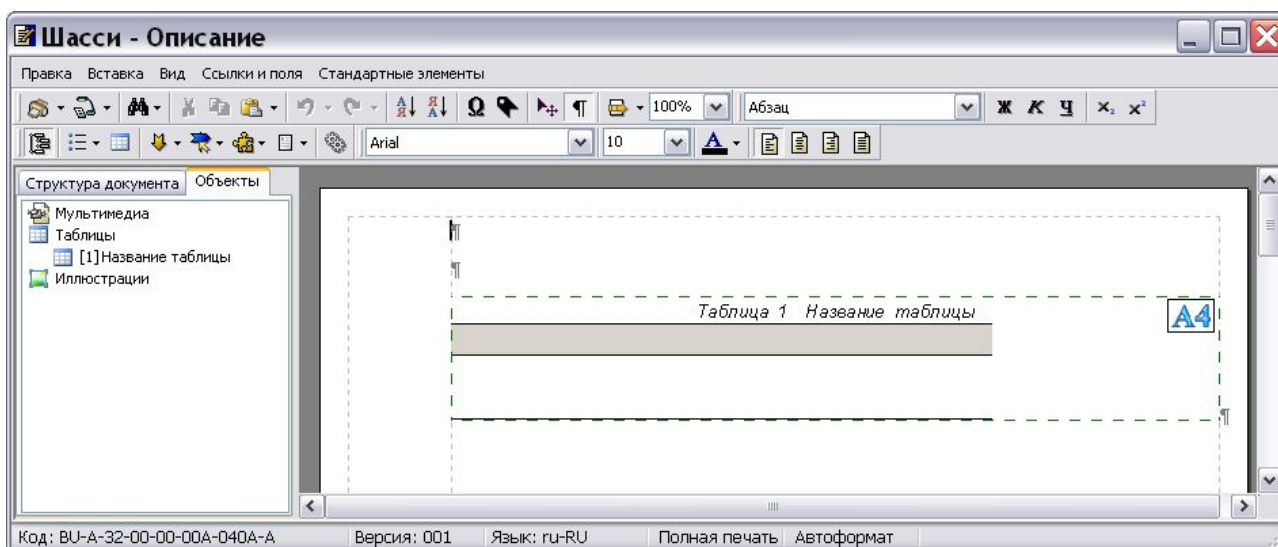 Шасси - Описание
Правка Вставка Вид Ссылки и поля Стандартные элементы
100% Абзац Ж К Ч x₂ x²
Arial 10 A
Структура документа Объекты
Мультимедиа
Таблицы
[1]Название таблицы
Иллюстрации
¶
¶
Таблица 1 Название таблицы
A4
¶
Код: BU-A-32-00-00-00A-040A-A Версия: 001 Язык: ru-RU Полная печать Автоформат